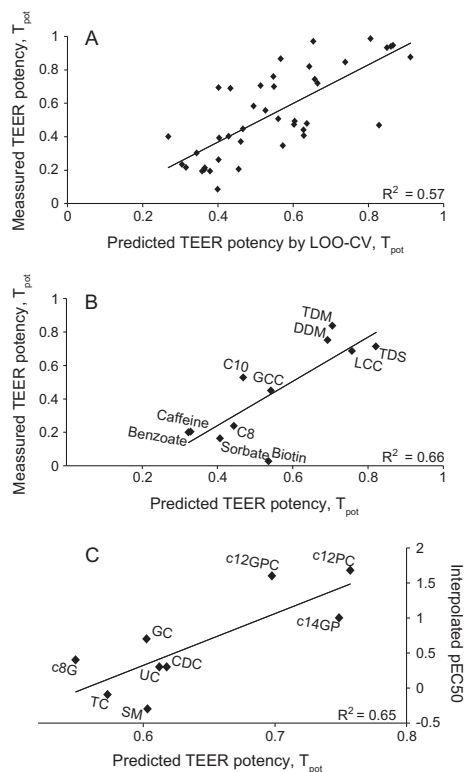 A
1
0.8
0.6
0.4
0.2
0
Meassured TEER potency, Tpot
R² = 0.57
0 0.2 0.4 0.6 0.8 1
Predicted TEER potency by LOO-CV, Tpot
B
1
0.8
0.6
0.4
0.2
0
Meassured TEER potency, Tpot
TDM
DDM
TDS
LCC
C10
GCC
Caffeine
C8
Benzoate
Sorbate
Biotin
R² = 0.66
0 0.2 0.4 0.6 0.8 1
Predicted TEER potency, Tpot
C
c12GPC
c12PC
c14GP
GC
c8G
CDC
UC
TC
SM
2
1.5
1
0.5
0
-0.5
Interpolated pEC50
R² = 0.65
0.6 0.7 0.8
Predicted TEER potency, Tpot